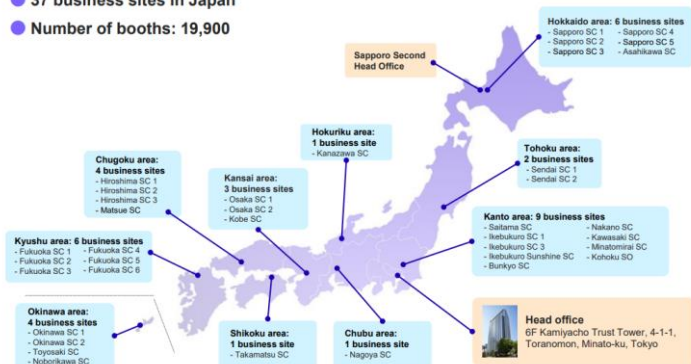 37 business sites in Japan
Number of booths: 19,900
Hokkaido area: 6 business sites
- Sapporo SC 1
- Sapporo SC 2
- Sapporo SC 3
- Sapporo SC 4
- Sapporo SC 5
- Asahikawa SC
Sapporo Second
Head Office
Hokuriku area:
1 business site
- Kanazawa SC
Tohoku area:
2 business sites
- Sendai SC 1
- Sendai SC 2
Chugoku area:
4 business sites
- Hiroshima SC 1
- Hiroshima SC 2
- Hiroshima SC 3
- Matsue SC
Kansai area:
3 business sites
- Osaka SC 1
- Osaka SC 2
- Kobe SC
Kanto area: 9 business sites
- Saitama SC
- Ikebukuro SC 1
- Ikebukuro SC 3
- Ikebukuro Sunshine SC
- Bunkyo SC
- Nakano SC
- Kawasaki SC
- Minatomirai SC
- Kohoku SO
Kyushu area: 6 business sites
- Fukuoka SC 1
- Fukuoka SC 2
- Fukuoka SC 3
- Fukuoka SC 4
- Fukuoka SC 5
- Fukuoka SC 6
Okinawa area:
4 business sites
- Okinawa SC 1
- Okinawa SC 2
- Toyosaki SC
- Noborikawa SC
Shikoku area:
1 business site
- Takamatsu SC
Chubu area:
1 business site
- Nagoya SC
Head office
6F Kamiyacho Trust Tower, 4-1-1,
Toranomon, Minato-ku, Tokyo